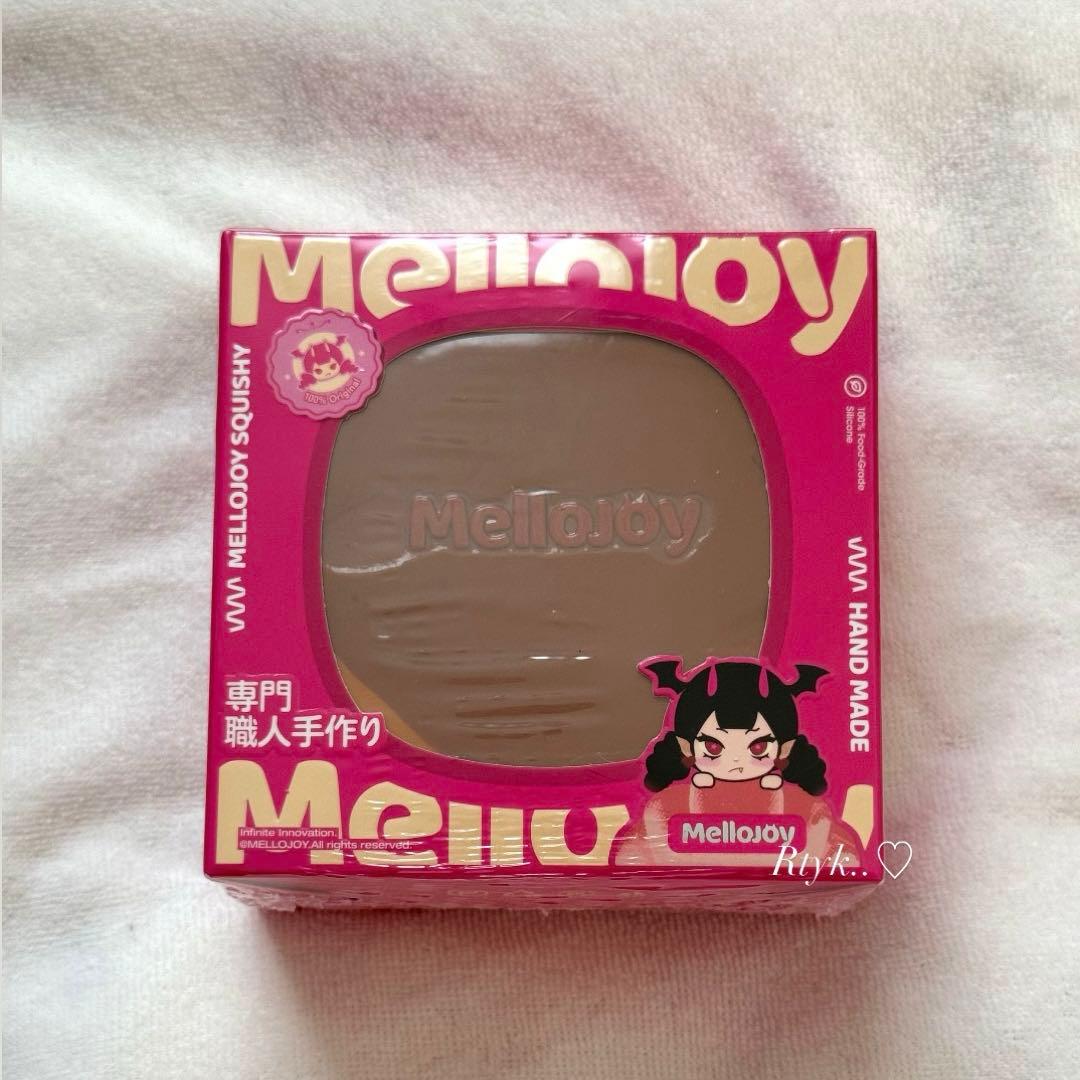 Mellojoy
100% Original
MELLOJOY SQUISHY
100% Food-Grade
Silicone
Mellojoy
HAND MADE
専門
職人手作り
Mellojoy
Infinite Innovation.
@MELLOJOY.All rights reserved.
Mellojoy
Rtyk..♡